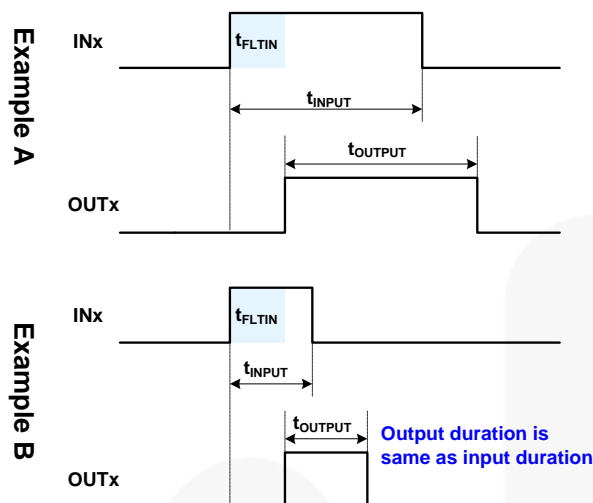 Example A
INx
tFLTIN
tINPUT
tOUTPUT
OUTx
Example B
INx
tFLTIN
tINPUT
tOUTPUT
Output duration is
same as input duration
OUTx